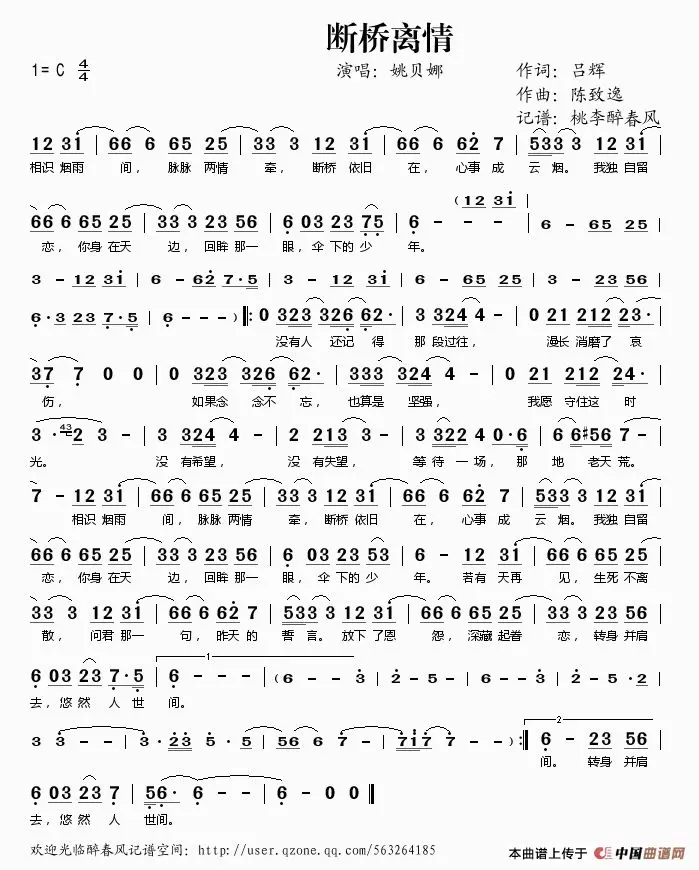 断桥离情
1=C 4/4
演唱：姚贝娜
作词：吕辉
作曲：陈致逸
记谱：桃李醉春风
12 3i | 66 6 65 25 | 33 3 12 3i | 66 6 62 7 | 533 3 12 3i |
相识 烟雨 间，脉脉 两情 牵，断桥 依旧 在，心事 成 云 烟。我独 自留
(12 3i
66 6 65 25 | 33 3 23 56 | 6 03 23 75 | 6 - - - | 6 - 65 25 |
恋，你身 在天 边，回眸 那一 眼，伞 下的 少 年。
3 - 12 3i | 6 - 62 7·5 | 3 - 12 3i | 6 - 65 25 | 3 - 23 56 |
6·3 23 7·5 | 6 - - - ) |: 0 323 326 62· | 3 324 4 - | 0 21 212 23· |
没有人 还记 得 那 段过往， 漫长 消磨了 哀
37 7 0 0 | 0 323 326 62· | 333 324 4 - | 0 21 212 24· |
伤， 如果念 念不 忘， 也算是 坚强， 我愿 守住这 时
3·432 3 - | 3 324 4 - | 2 213 3 - | 3 322 4 0·6 | 6 6#56 7 - |
光。 没 有希望， 没 有失望， 等 待 一 场，那 地 老天 荒。
7 - 12 3i | 66 6 65 25 | 33 3 12 3i | 66 6 62 7 | 533 3 12 3i |
相识 烟雨 间，脉脉 两情 牵，断桥 依旧 在，心事 成 云 烟。我独 自留
66 6 65 25 | 33 3 23 56 | 6 03 23 53 | 6 - 12 3i | 66 6 65 25 |
恋，你身 在天 边，回眸 那一 眼，伞 下的 少 年。若有 天再 见，生死 不离
33 3 12 3i | 66 6 62 7 | 533 3 12 3i | 66 6 65 25 | 33 3 23 56 |
散，问君 那一 句，昨天 的 誓 言。放下 了恩 怨，深藏 起眷 恋，转身 并肩
1
6 03 23 7·5 | 6 - - - | (6 - - 3 | 2 - 5 - | 6 - - 3 | 2 - 5·2 |
去，悠 然 人 世 间。
3 3 - - | 3·23 5·5 | 56 6 7 - | 7i7 7 - | 7 - - ) :|
2
6 - 23 56 |
间。 转身 并肩
6 03 23 7 | 56· 6 - | 6 - 0 0 ‖
去，悠 然 人 世间。
欢迎光临醉春风记谱空间：http://user.qzone.qq.com/563264185
本曲谱上传于 中国曲谱网